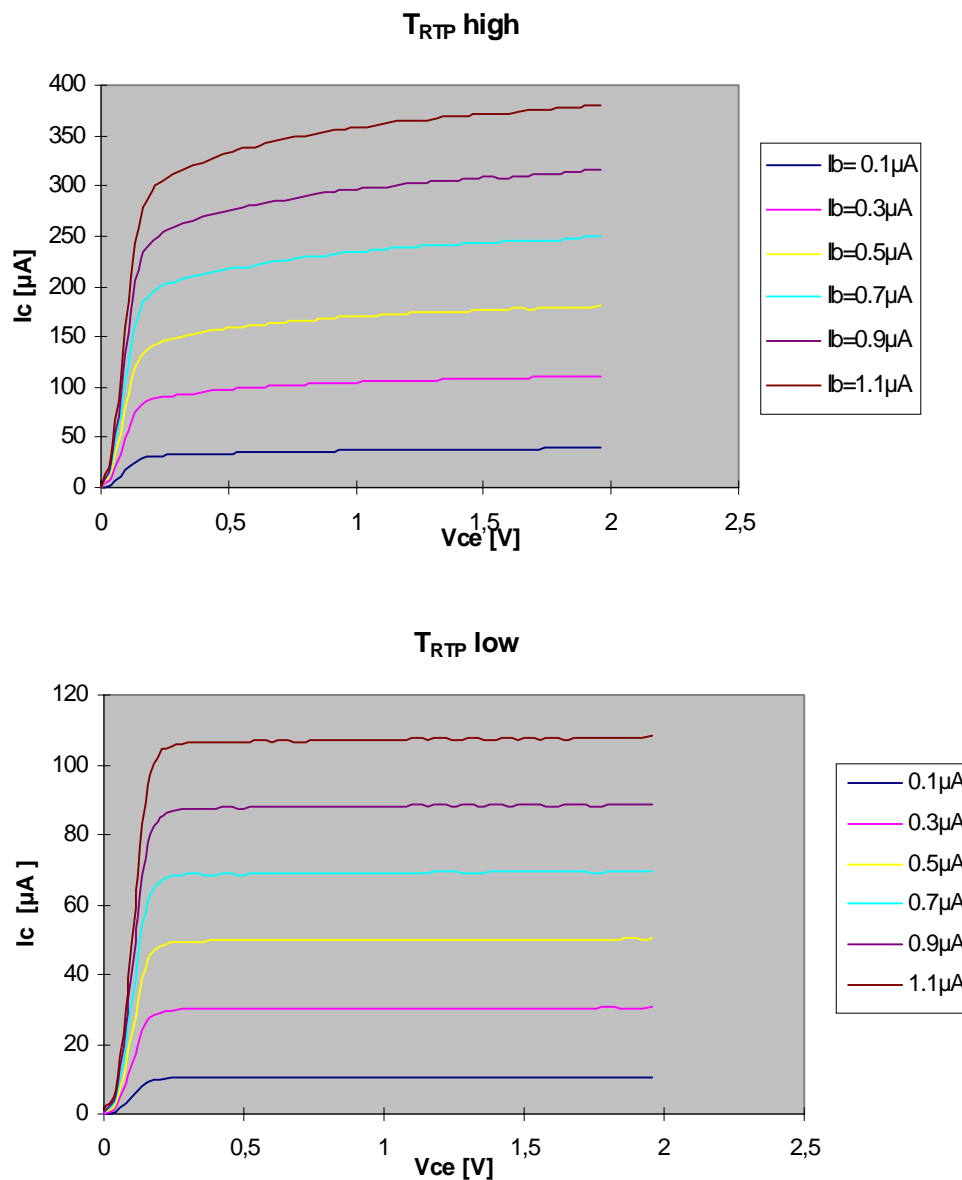 T_RTP high
400
350
300
250
200
150
100
50
0
Ic [µA]
0
0,5
1
1,5
2
2,5
Vce [V]
Ib= 0.1µA
Ib=0.3µA
Ib=0.5µA
Ib=0.7µA
Ib=0.9µA
Ib=1.1µA
T_RTP low
120
100
80
60
40
20
0
Ic [µA ]
0
0,5
1
1,5
2
2,5
Vce [V]
0.1µA
0.3µA
0.5µA
0.7µA
0.9µA
1.1µA